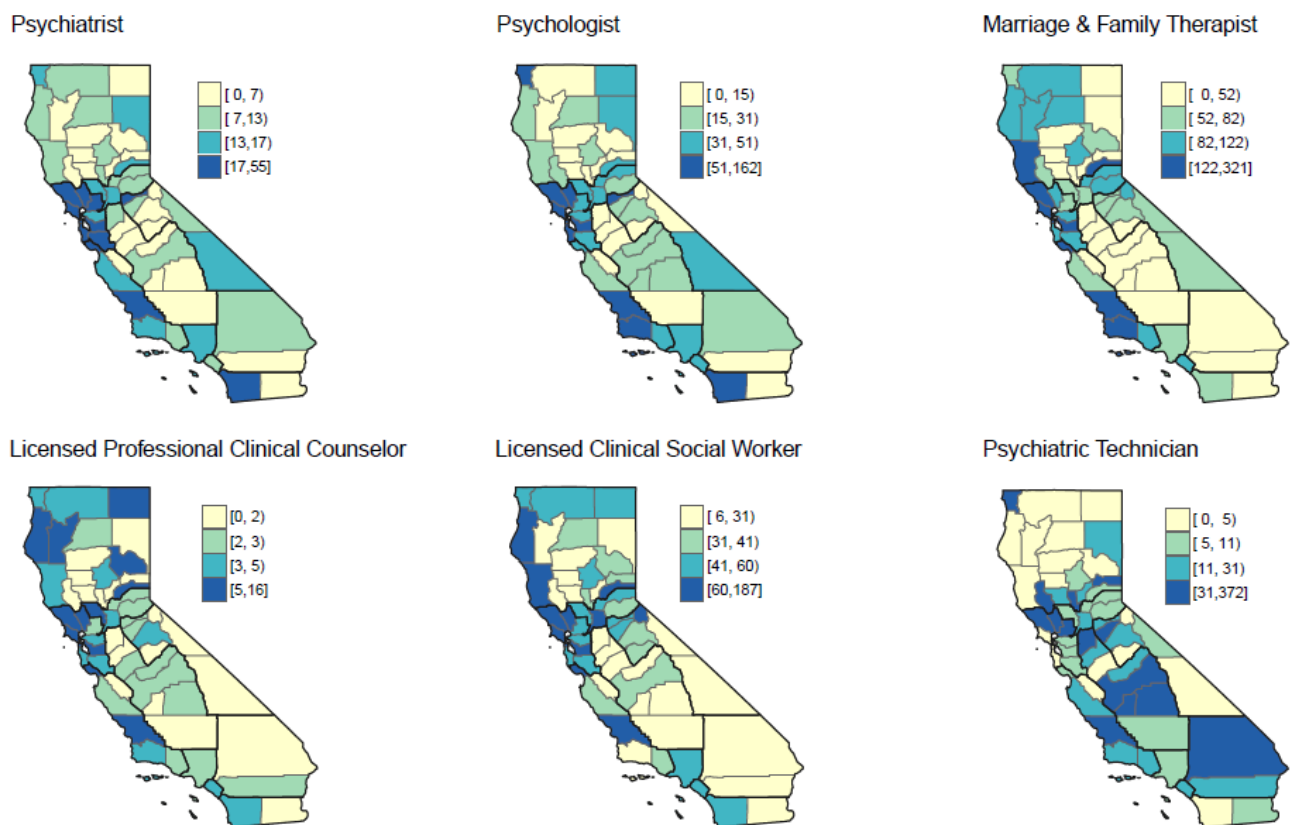 Psychiatrist
[ 0, 7)
[ 7,13)
[13,17)
[17,55]
Psychologist
[ 0, 15)
[15, 31)
[31, 51)
[51,162]
Marriage & Family Therapist
[ 0, 52)
[ 52, 82)
[ 82,122)
[122,321]
Licensed Professional Clinical Counselor
[0, 2)
[2, 3)
[3, 5)
[5,16]
Licensed Clinical Social Worker
[ 6, 31)
[31, 41)
[41, 60)
[60,187]
Psychiatric Technician
[ 0, 5)
[ 5, 11)
[11, 31)
[31,372]